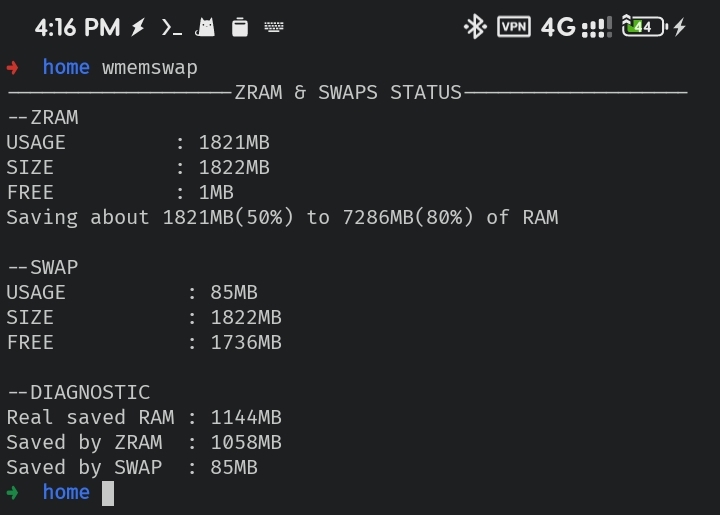 4:16 PM VPN 4G 44
➜ home wmemswap
———————————————————ZRAM & SWAPS STATUS———————————————————
--ZRAM
USAGE : 1821MB
SIZE : 1822MB
FREE : 1MB
Saving about 1821MB(50%) to 7286MB(80%) of RAM
--SWAP
USAGE : 85MB
SIZE : 1822MB
FREE : 1736MB
--DIAGNOSTIC
Real saved RAM : 1144MB
Saved by ZRAM : 1058MB
Saved by SWAP : 85MB
➜ home